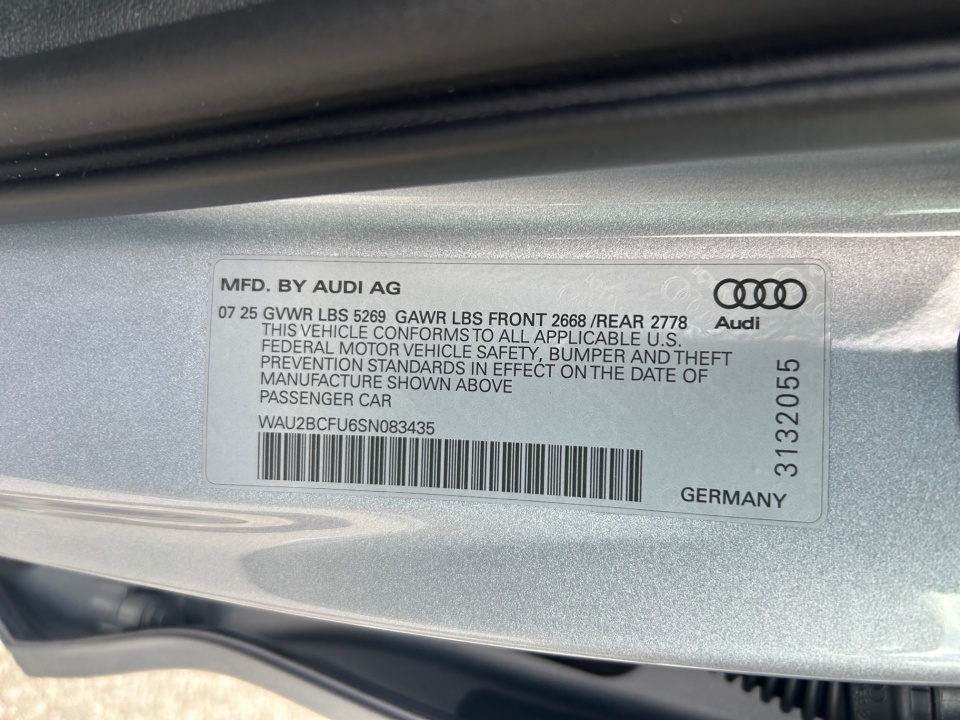 MFD. BY AUDI AG
Audi
07 25 GVWR LBS 5269 GAWR LBS FRONT 2668 /REAR 2778
THIS VEHICLE CONFORMS TO ALL APPLICABLE U.S.
FEDERAL MOTOR VEHICLE SAFETY, BUMPER AND THEFT
PREVENTION STANDARDS IN EFFECT ON THE DATE OF
MANUFACTURE SHOWN ABOVE
PASSENGER CAR
WAU2BCFU6SN083435
GERMANY
3132055